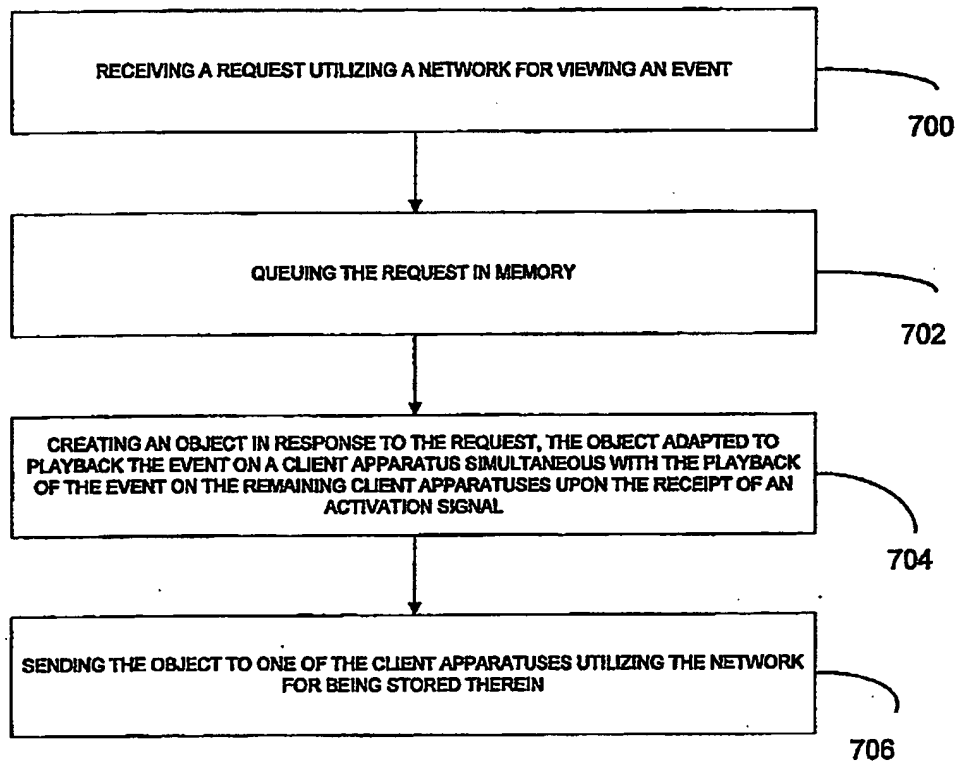 RECEIVING A REQUEST UTILIZING A NETWORK FOR VIEWING AN EVENT
700
QUEUING THE REQUEST IN MEMORY
702
CREATING AN OBJECT IN RESPONSE TO THE REQUEST, THE OBJECT ADAPTED TO
PLAYBACK THE EVENT ON A CLIENT APPARATUS SIMULTANEOUS WITH THE PLAYBACK
OF THE EVENT ON THE REMAINING CLIENT APPARATUSES UPON THE RECEIPT OF AN
ACTIVATION SIGNAL
704
SENDING THE OBJECT TO ONE OF THE CLIENT APPARATUSES UTILIZING THE NETWORK
FOR BEING STORED THEREIN
706